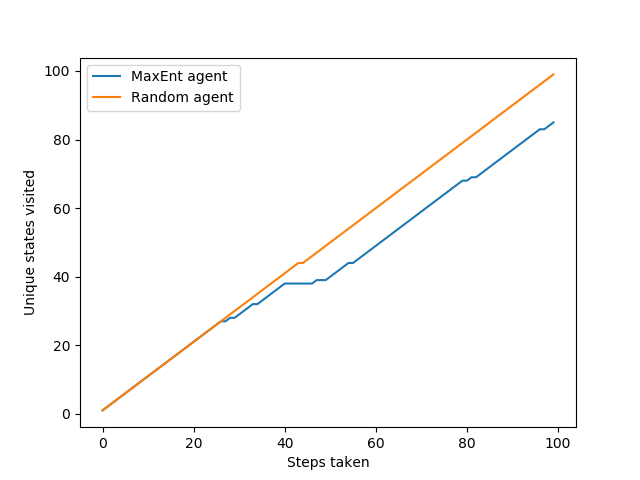 MaxEnt agent
Random agent
100
80
60
40
20
0
Unique states visited
0 20 40 60 80 100
Steps taken